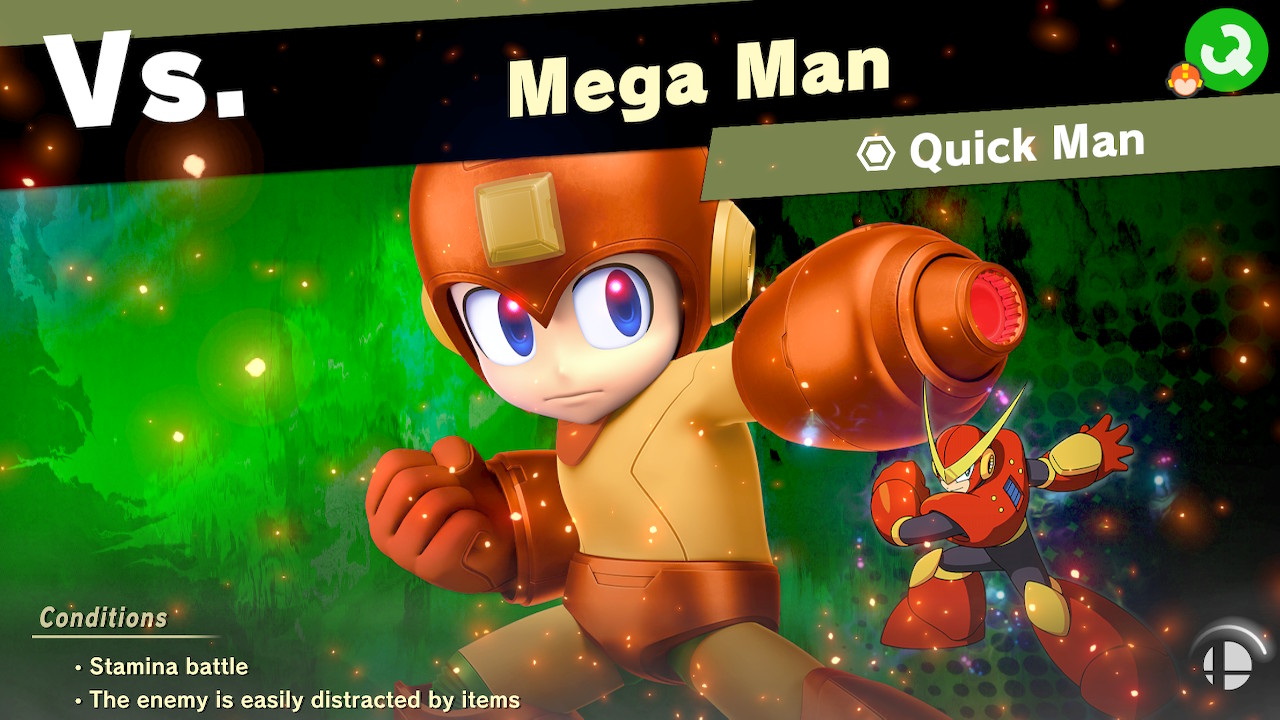 Vs.
Mega Man
Quick Man
Conditions
• Stamina battle
• The enemy is easily distracted by items